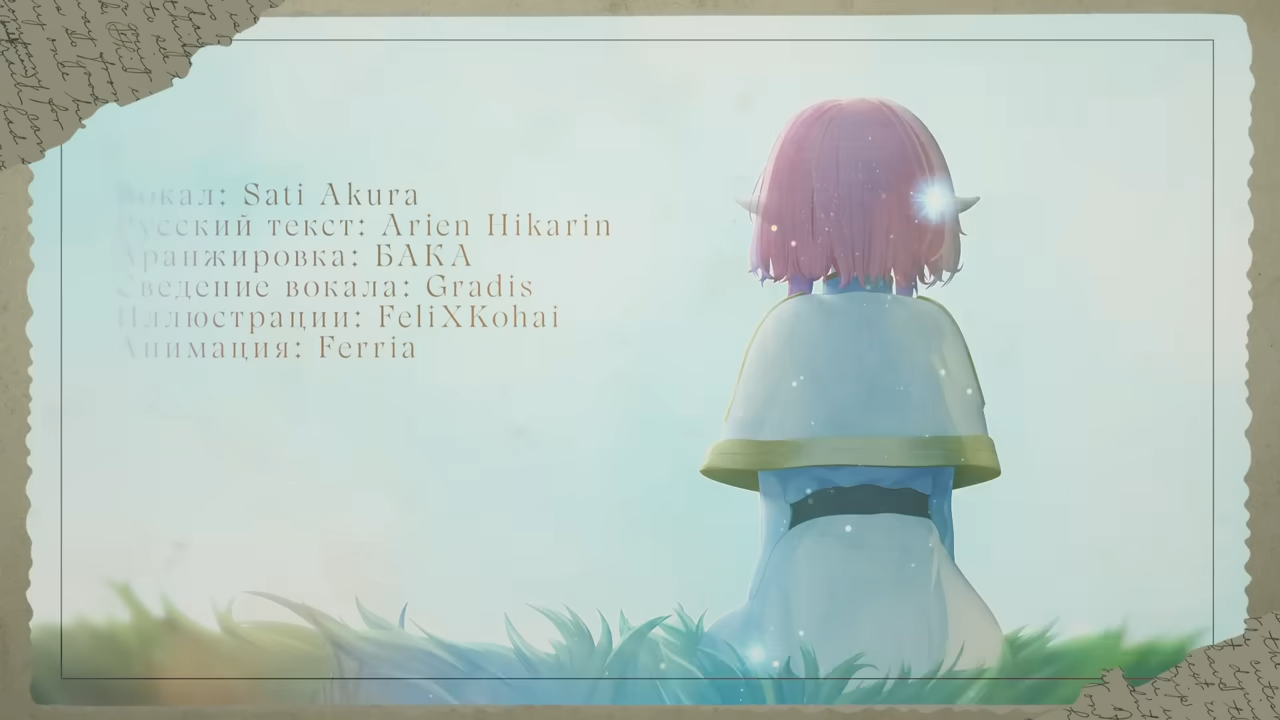 Вокал: Sati Akura
Русский текст: Arien Hikarin
Аранжировка: БАКА
Сведение вокала: Gradis
Иллюстрации: FeliXKohai
Анимация: Ferria